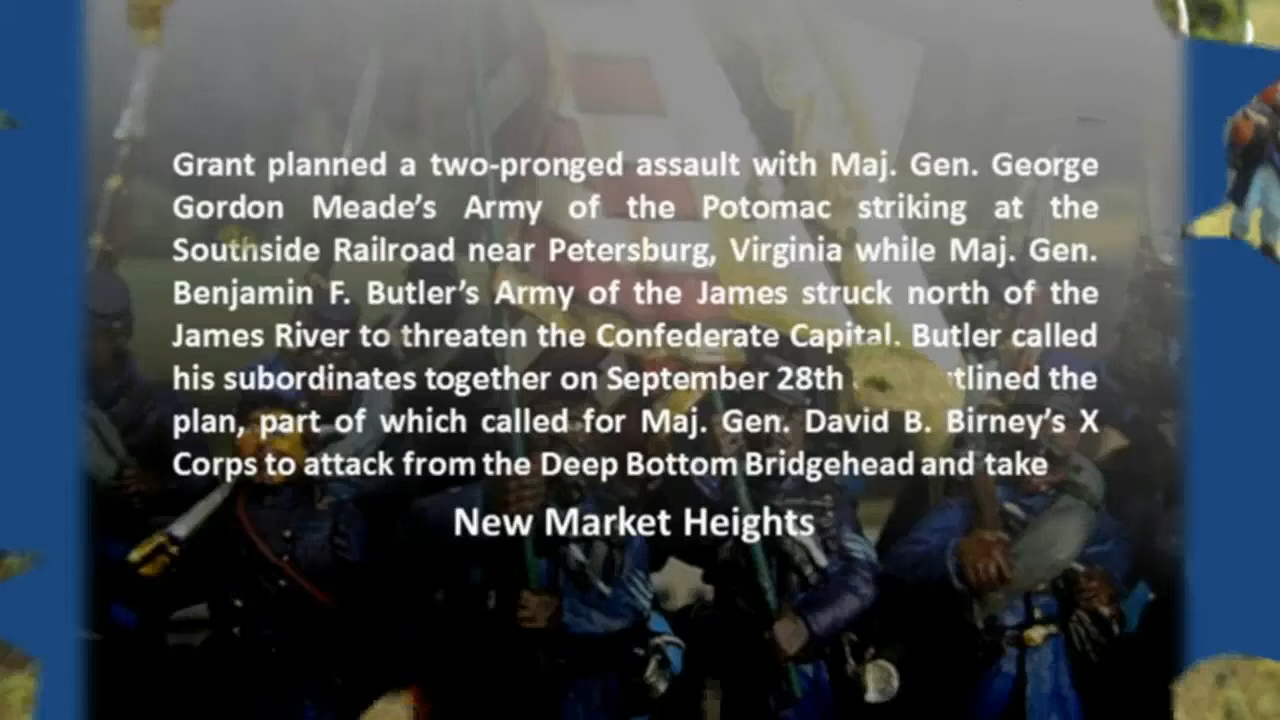 Grant planned a two-pronged assault with Maj. Gen. George
Gordon Meade’s Army of the Potomac striking at the
Southside Railroad near Petersburg, Virginia while Maj. Gen.
Benjamin F. Butler’s Army of the James struck north of the
James River to threaten the Confederate Capital. Butler called
his subordinates together on September 28th the
plan, part of which called for Maj. Gen. David B. Birney’s X
Corps to attack from the Deep Bottom Bridgehead and take
New Market Heights